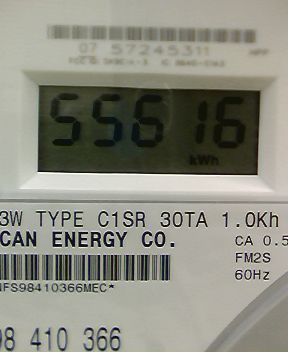 07 57245311
55616
kWh
3W TYPE C1SR 30TA 1.0Kh
CAN ENERGY CO.
CA 0.5
FM2S
60Hz
NFS98410366MEC*
98 410 366